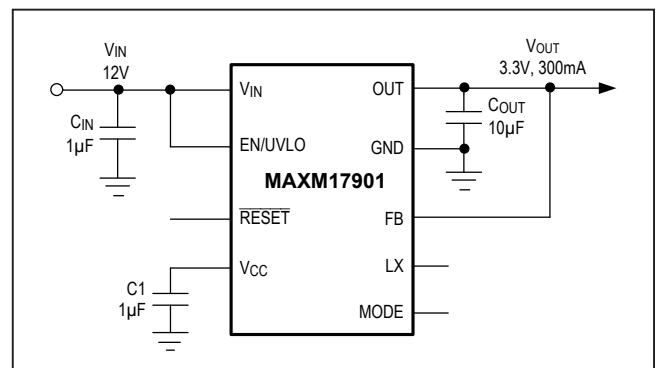 VIN
12V
CIN
1µF
VIN
EN/UVLO
RESET
VCC
C1
1µF
MAXM17901
OUT
GND
FB
LX
MODE
COUT
10µF
VOUT
3.3V, 300mA